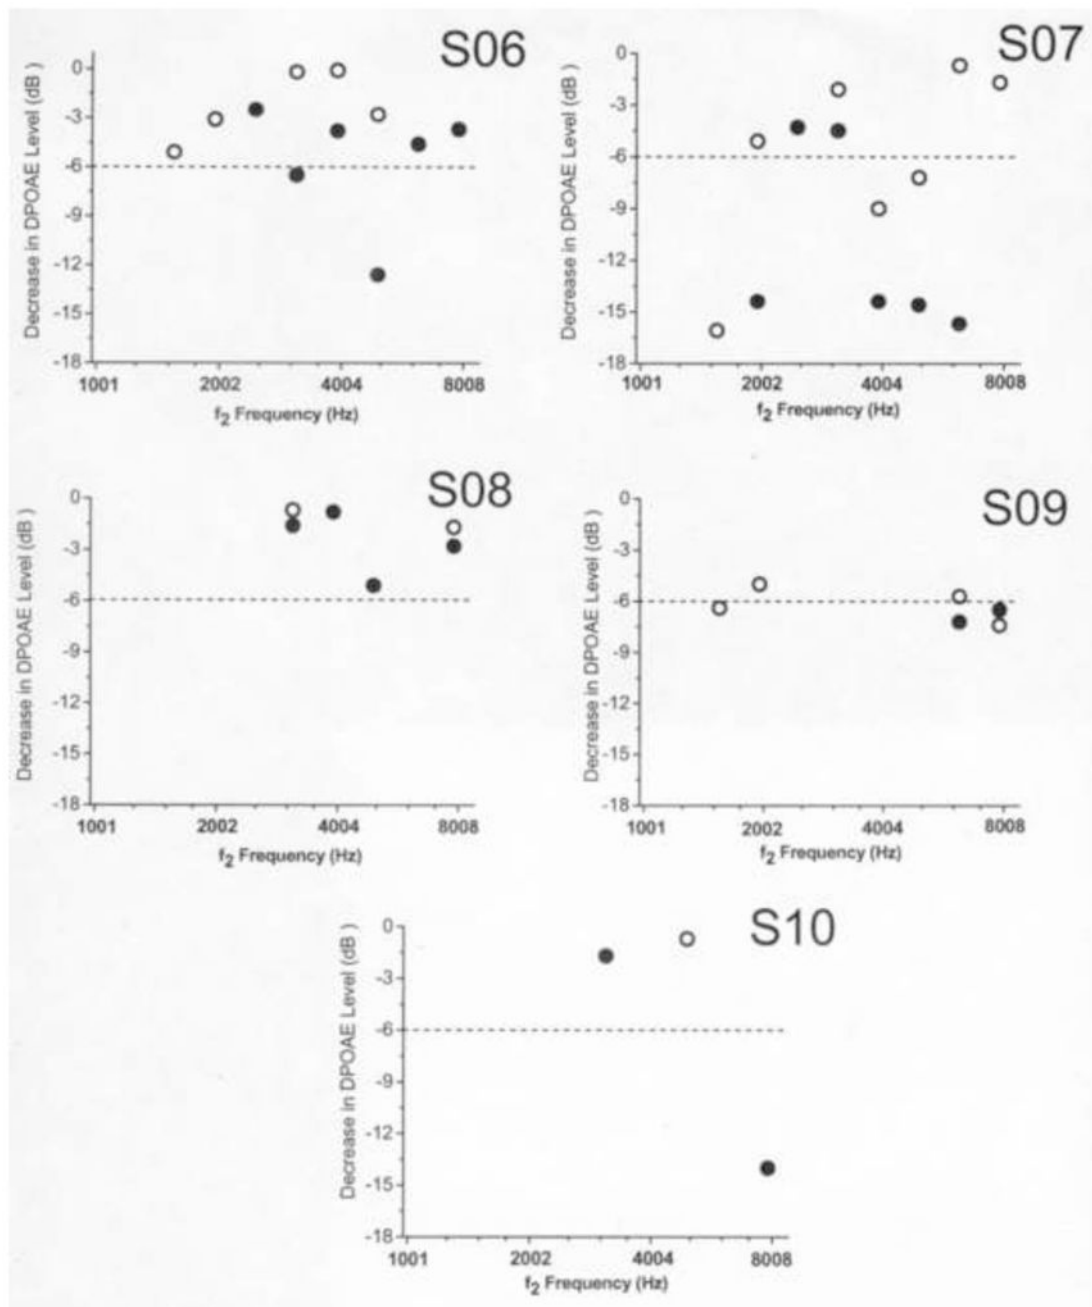 S06
Decrease in DPOAE Level (dB )
0
-3
-6
-9
-12
-15
-18
1001 2002 4004 8008
f2 Frequency (Hz)
S07
Decrease in DPOAE Level (dB )
0
-3
-6
-9
-12
-15
-18
1001 2002 4004 8008
f2 Frequency (Hz)
S08
Decrease in DPOAE Level (dB )
0
-3
-6
-9
-12
-15
-18
1001 2002 4004 8008
f2 Frequency (Hz)
S09
Decrease in DPOAE Level (dB )
0
-3
-6
-9
-12
-15
-18
1001 2002 4004 8008
f2 Frequency (Hz)
S10
Decrease in DPOAE Level (dB )
0
-3
-6
-9
-12
-15
-18
1001 2002 4004 8008
f2 Frequency (Hz)